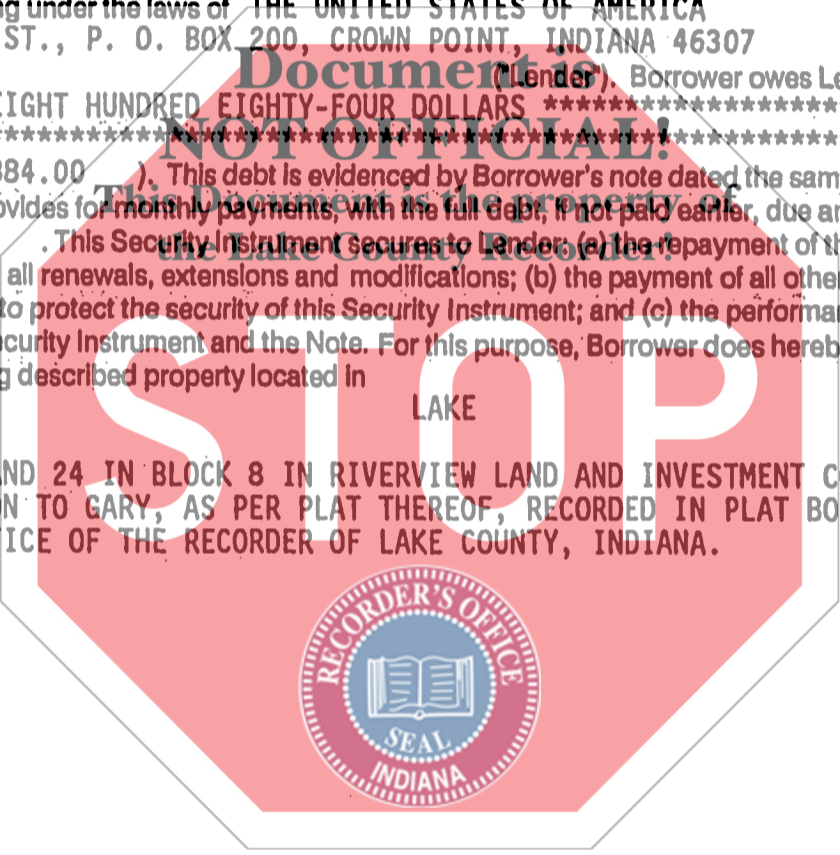 g under the laws of THE UNITED STATES OF AMERICA
ST., P. O. BOX 200, CROWN POINT, INDIANA 46307
Document is
("Lender"). Borrower owes Le
EIGHT HUNDRED EIGHTY-FOUR DOLLARS ******************
**************************************************
NOT OFFICIAL!
884.00 ). This debt is evidenced by Borrower's note dated the sam
This Document is the property of
ovides for monthly payments, with the full debt, if not paid earlier, due a
the Lake County Recorder!
. This Security Instrument secures to Lender: (a) the repayment of t
all renewals, extensions and modifications; (b) the payment of all othe
to protect the security of this Security Instrument; and (c) the performa
curity Instrument and the Note. For this purpose, Borrower does hereb
g described property located in
LAKE
STOP
ND 24 IN BLOCK 8 IN RIVERVIEW LAND AND INVESTMENT C
N TO GARY, AS PER PLAT THEREOF, RECORDED IN PLAT BO
ICE OF THE RECORDER OF LAKE COUNTY, INDIANA.
RECORDER'S OFFICE
SEAL
INDIANA